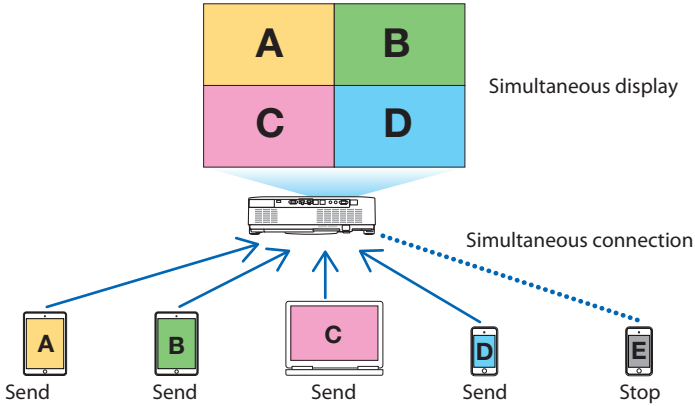 A B
Simultaneous display
C D
Simultaneous connection
A B C D E
Send Send Send Send Stop